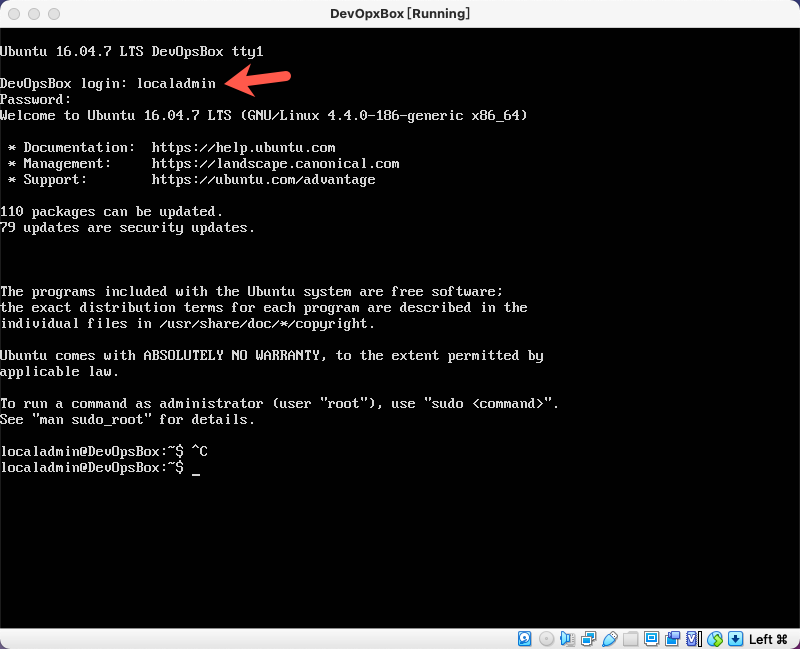 DevOpxBox [Running]
Ubuntu 16.04.7 LTS DevOpsBox tty1
DevOpsBox login: localadmin
Password:
Welcome to Ubuntu 16.04.7 LTS (GNU/Linux 4.4.0-186-generic x86_64)
* Documentation:  https://help.ubuntu.com
* Management:     https://landscape.canonical.com
* Support:        https://ubuntu.com/advantage
110 packages can be updated.
79 updates are security updates.
The programs included with the Ubuntu system are free software;
the exact distribution terms for each program are described in the
individual files in /usr/share/doc/*/copyright.
Ubuntu comes with ABSOLUTELY NO WARRANTY, to the extent permitted by
applicable law.
To run a command as administrator (user "root"), use "sudo <command>".
See "man sudo_root" for details.
localadmin@DevOpsBox:~$ ^C
localadmin@DevOpsBox:~$ _
Left ⌘